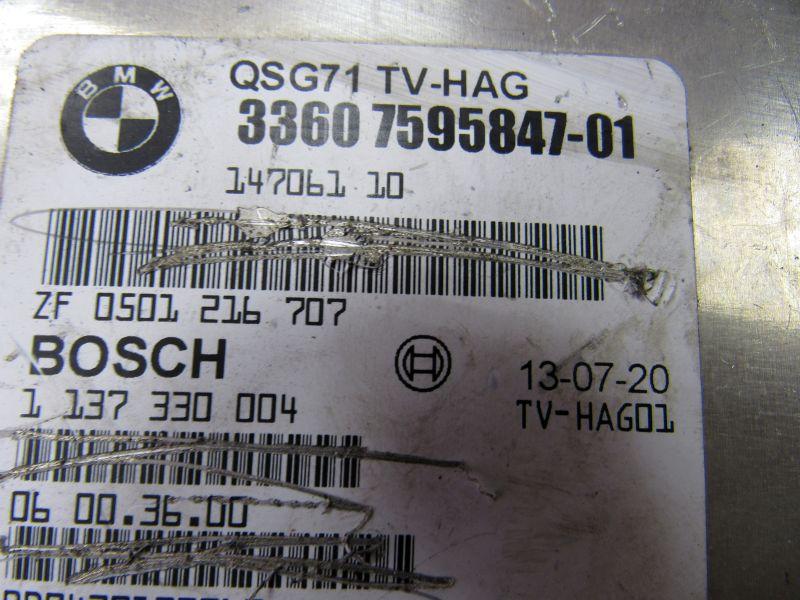 BMW
QSG71 TV-HAG
3360 7595847-01
147061 10
ZF 0501 216 707
BOSCH
13-07-20
1 137 330 004
TV-HAG01
06 00.36.00